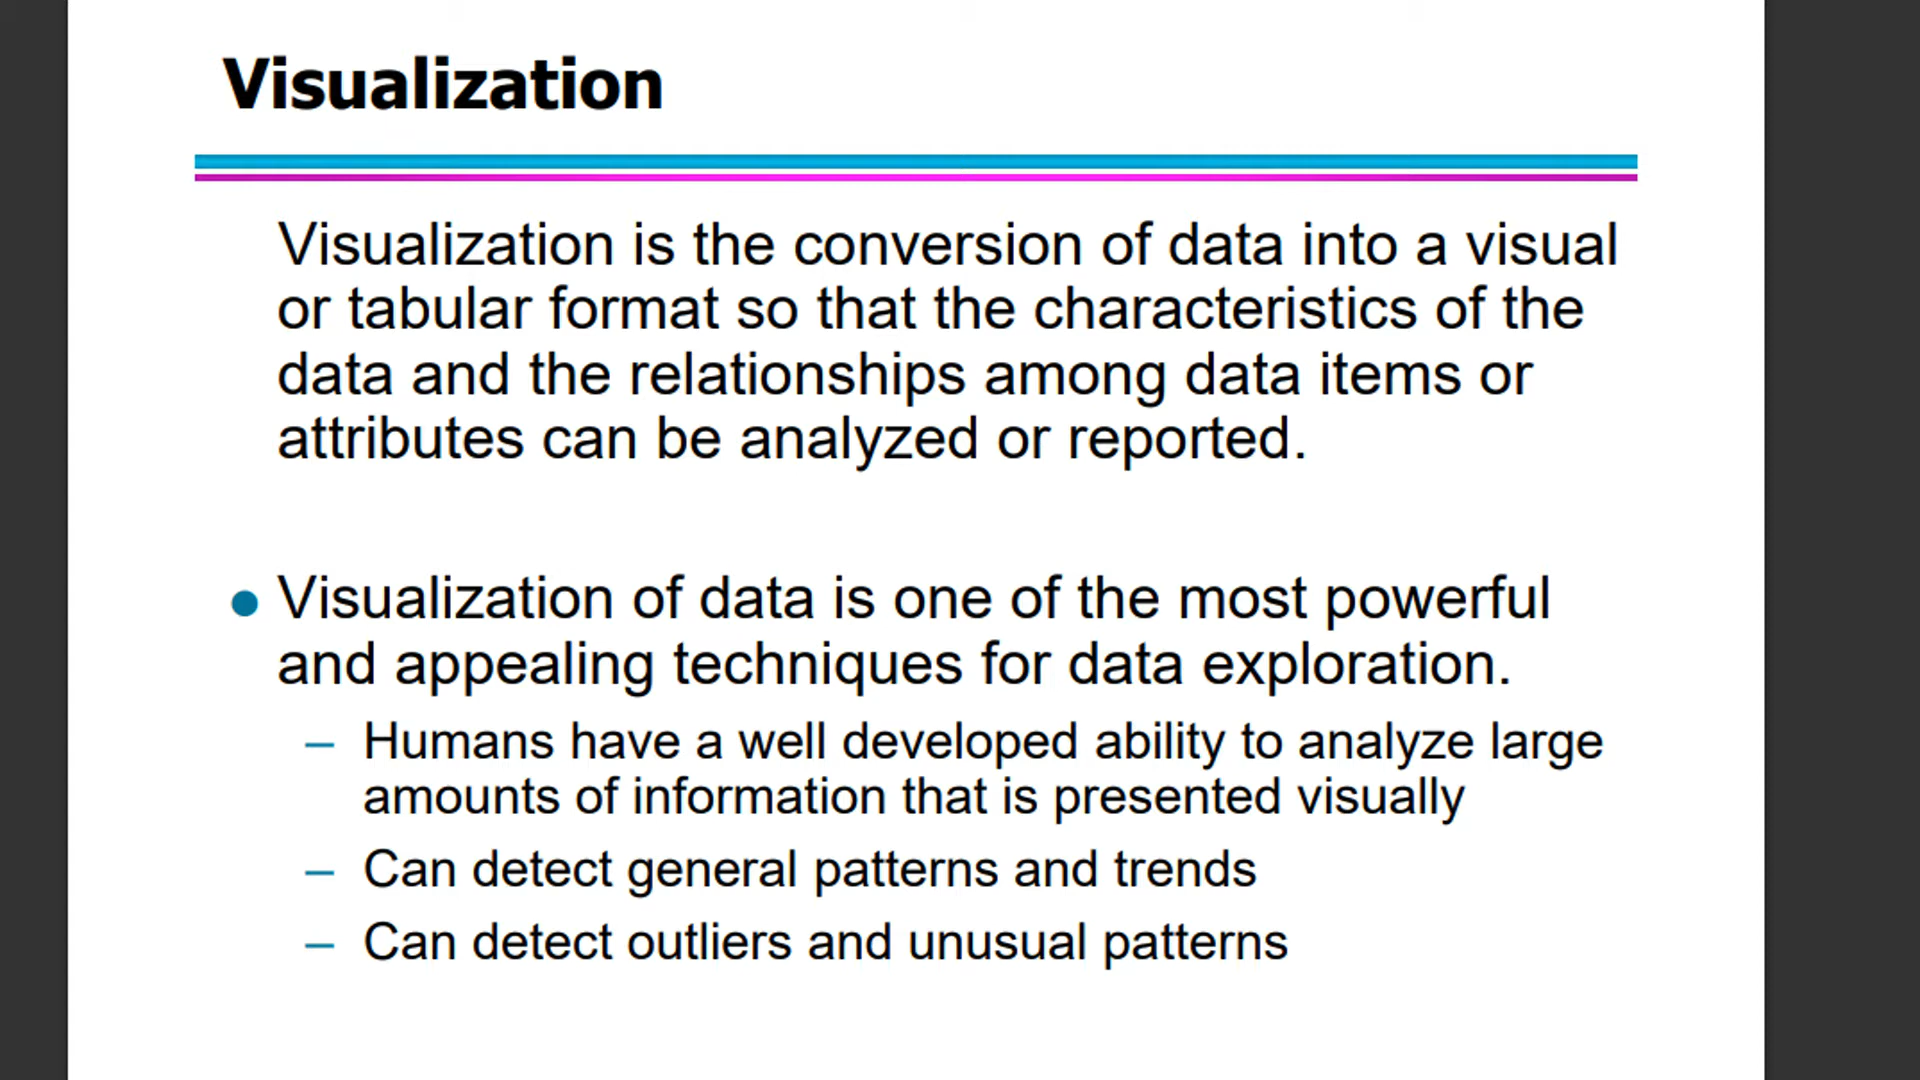 Visualization
Visualization is the conversion of data into a visual
or tabular format so that the characteristics of the
data and the relationships among data items or
attributes can be analyzed or reported.
● Visualization of data is one of the most powerful
and appealing techniques for data exploration.
– Humans have a well developed ability to analyze large
amounts of information that is presented visually
– Can detect general patterns and trends
– Can detect outliers and unusual patterns